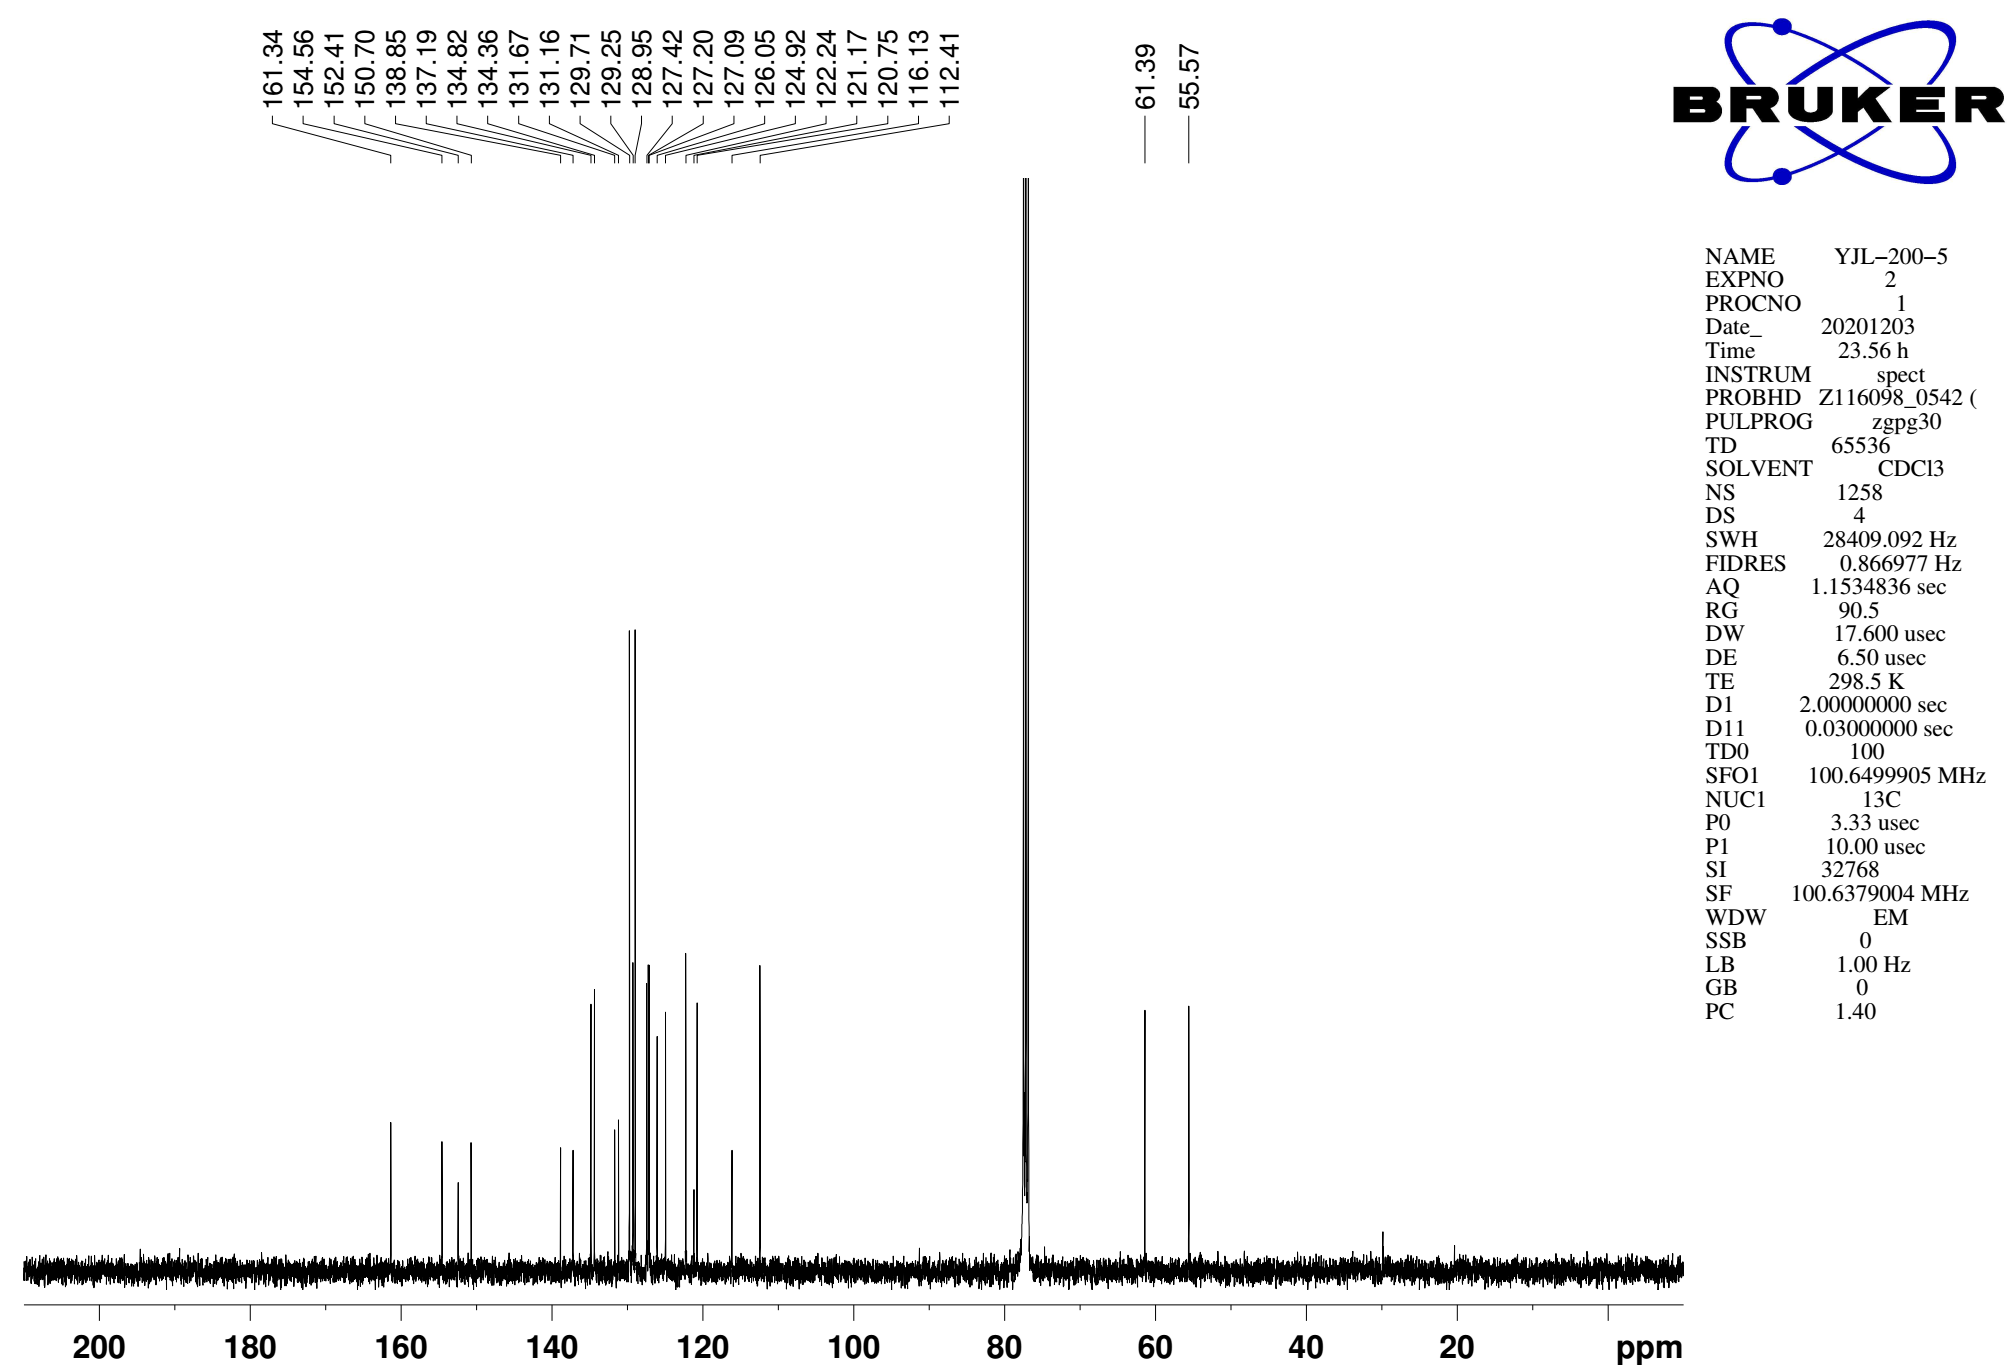 161.34
154.56
152.41
150.70
138.85
137.19
134.82
134.36
131.67
131.16
129.71
129.25
128.95
127.42
127.20
127.09
126.05
124.92
122.24
121.17
120.75
116.13
112.41
61.39
55.57
BRUKER
NAME YJL−200−5
EXPNO 2
PROCNO 1
Date_ 20201203
Time 23.56 h
INSTRUM spect
PROBHD Z116098_0542 (
PULPROG zgpg30
TD 65536
SOLVENT CDCl3
NS 1258
DS 4
SWH 28409.092 Hz
FIDRES 0.866977 Hz
AQ 1.1534836 sec
RG 90.5
DW 17.600 usec
DE 6.50 usec
TE 298.5 K
D1 2.00000000 sec
D11 0.03000000 sec
TD0 100
SFO1 100.6499905 MHz
NUC1 13C
P0 3.33 usec
P1 10.00 usec
SI 32768
SF 100.6379004 MHz
WDW EM
SSB 0
LB 1.00 Hz
GB 0
PC 1.40
200 180 160 140 120 100 80 60 40 20 ppm